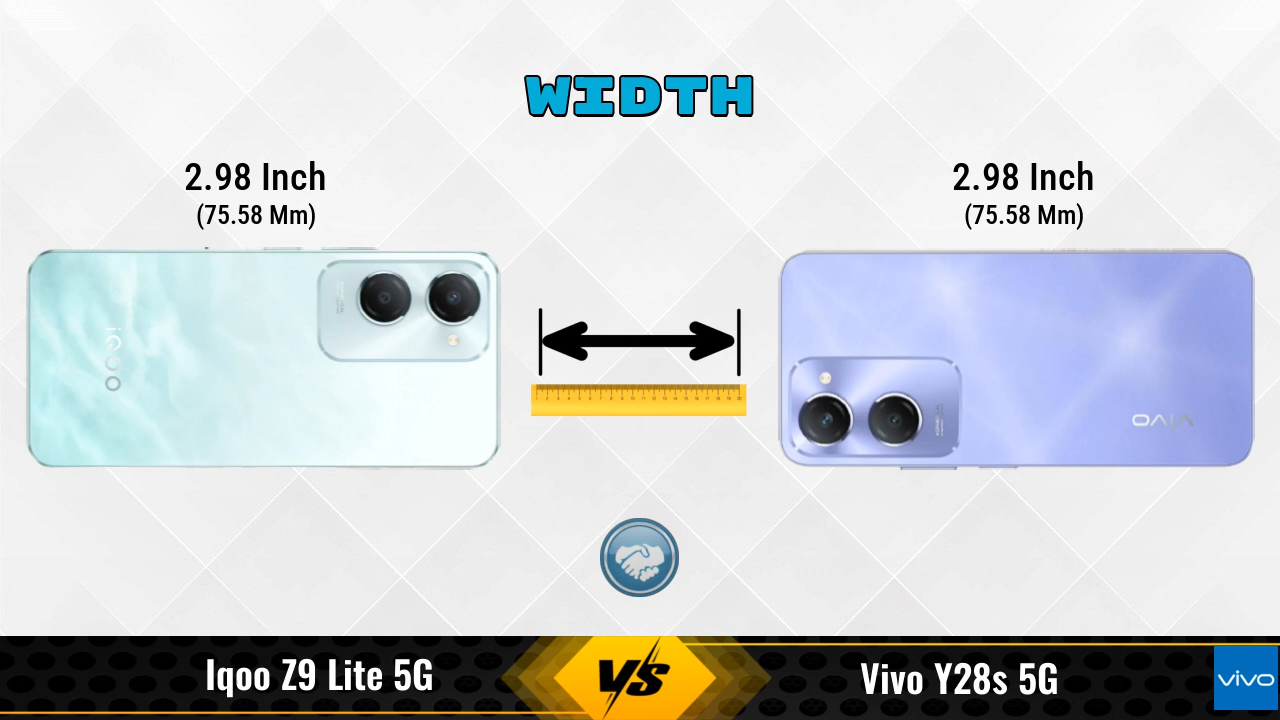 WIDTH
2.98 Inch
(75.58 Mm)
2.98 Inch
(75.58 Mm)
iQOO
vivo
Iqoo Z9 Lite 5G
VS
Vivo Y28s 5G
vivo